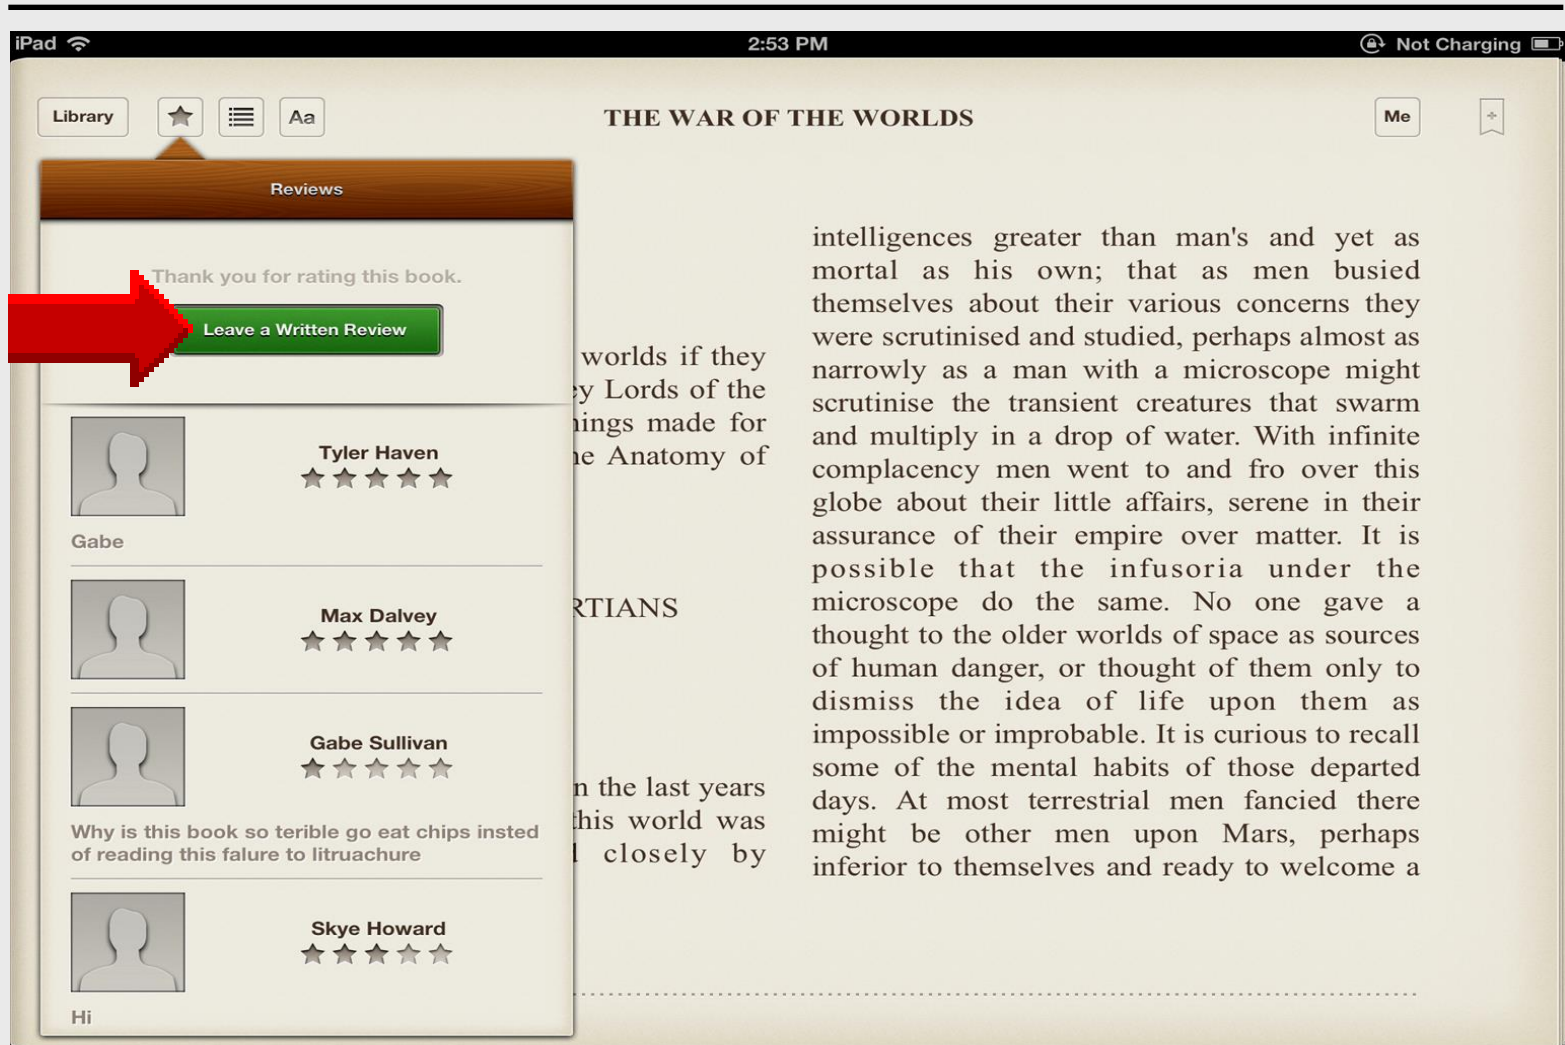 iPad
2:53 PM
Not Charging
Library
Aa
THE WAR OF THE WORLDS
Me
Reviews
Thank you for rating this book.
Leave a Written Review
Tyler Haven
Gabe
Max Dalvey
Gabe Sullivan
Why is this book so terible go eat chips insted
of reading this falure to litruachure
Skye Howard
Hi
worlds if they
Lords of the
made for
Anatomy of
RTIANS
the last years
this world was
closely by
intelligences greater than man's and yet as
mortal as his own; that as men busied
themselves about their various concerns they
were scrutinised and studied, perhaps almost as
narrowly as a man with a microscope might
scrutinise the transient creatures that swarm
and multiply in a drop of water. With infinite
complacency men went to and fro over this
globe about their little affairs, serene in their
assurance of their empire over matter. It is
possible that the infusoria under the
microscope do the same. No one gave a
thought to the older worlds of space as sources
of human danger, or thought of them only to
dismiss the idea of life upon them as
impossible or improbable. It is curious to recall
some of the mental habits of those departed
days. At most terrestrial men fancied there
might be other men upon Mars, perhaps
inferior to themselves and ready to welcome a